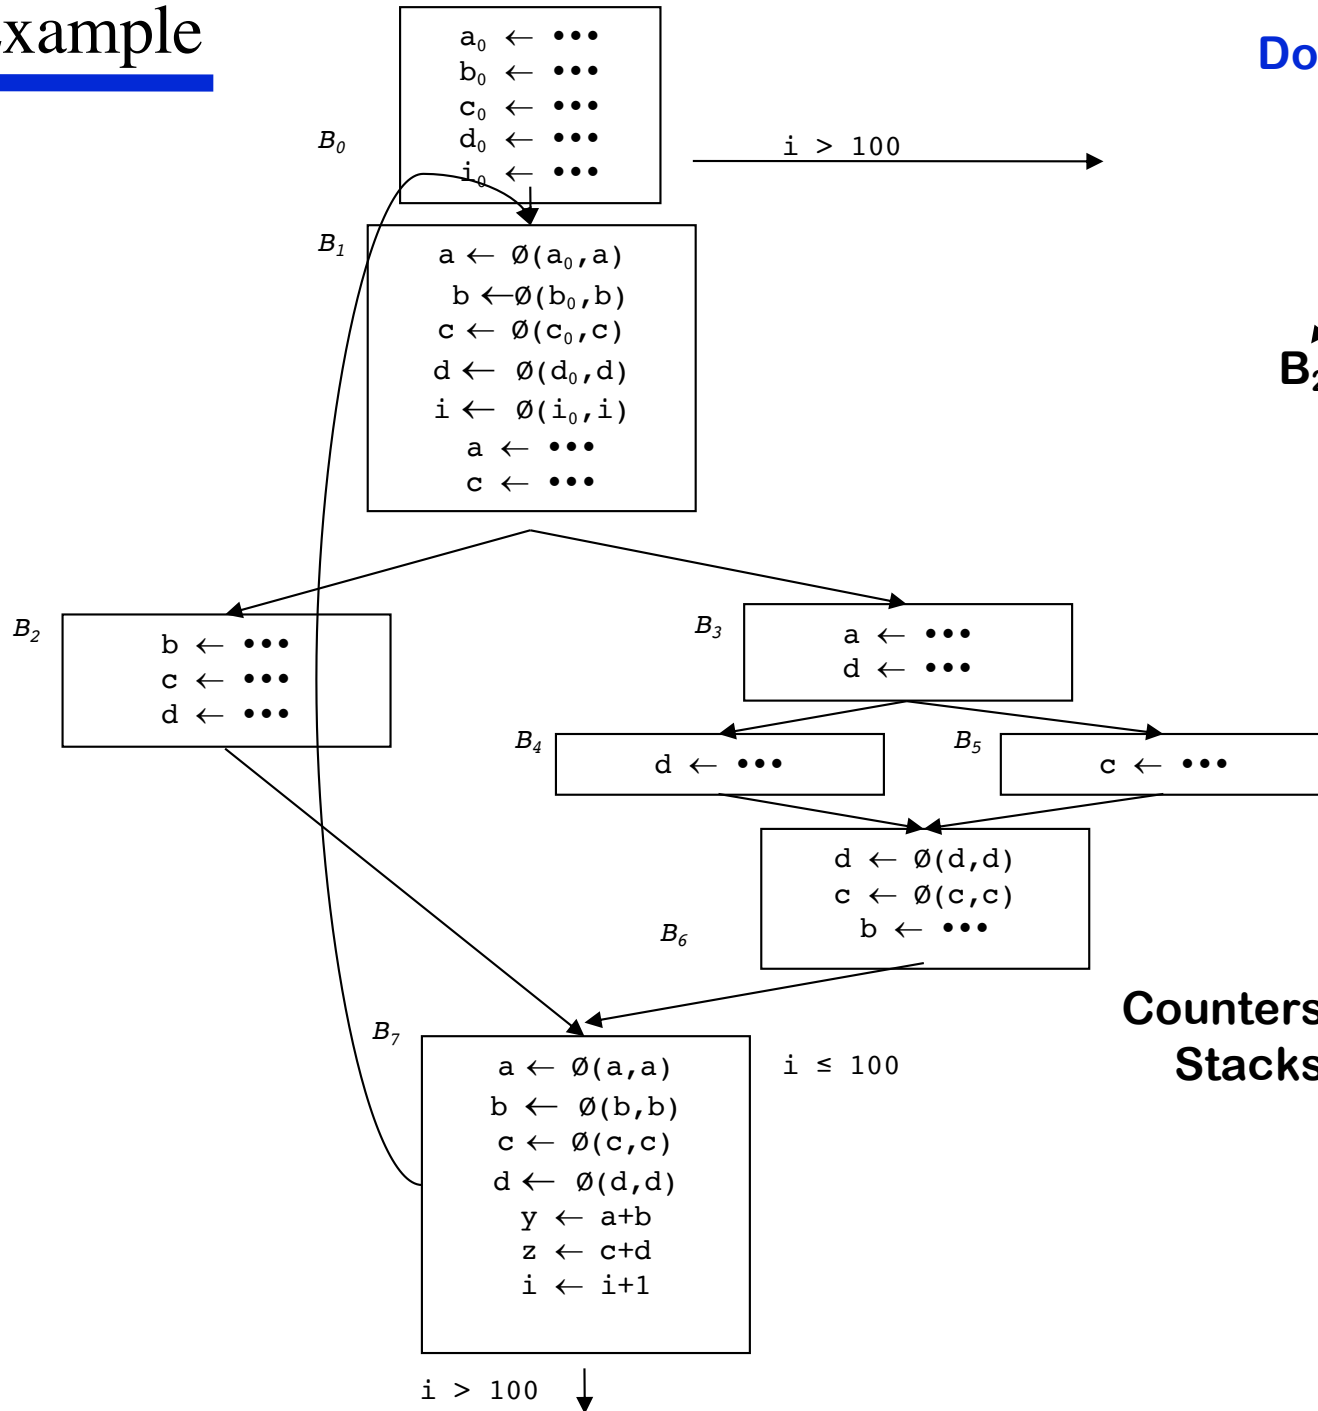 xample
Do
a₀ ← •••
b₀ ← •••
c₀ ← •••
d₀ ← •••
i₀ ← •••
B₀
i > 100
B₁
a ← Ø(a₀,a)
b ←Ø(b₀,b)
c ← Ø(c₀,c)
d ← Ø(d₀,d)
i ← Ø(i₀,i)
a ← •••
c ← •••
B₂
B₂
b ← •••
c ← •••
d ← •••
B₃
a ← •••
d ← •••
B₄
d ← •••
B₅
c ← •••
d ← Ø(d,d)
c ← Ø(c,c)
b ← •••
B₆
Counters
Stacks
B₇
a ← Ø(a,a)
b ← Ø(b,b)
c ← Ø(c,c)
d ← Ø(d,d)
y ← a+b
z ← c+d
i ← i+1
i ≤ 100
i > 100